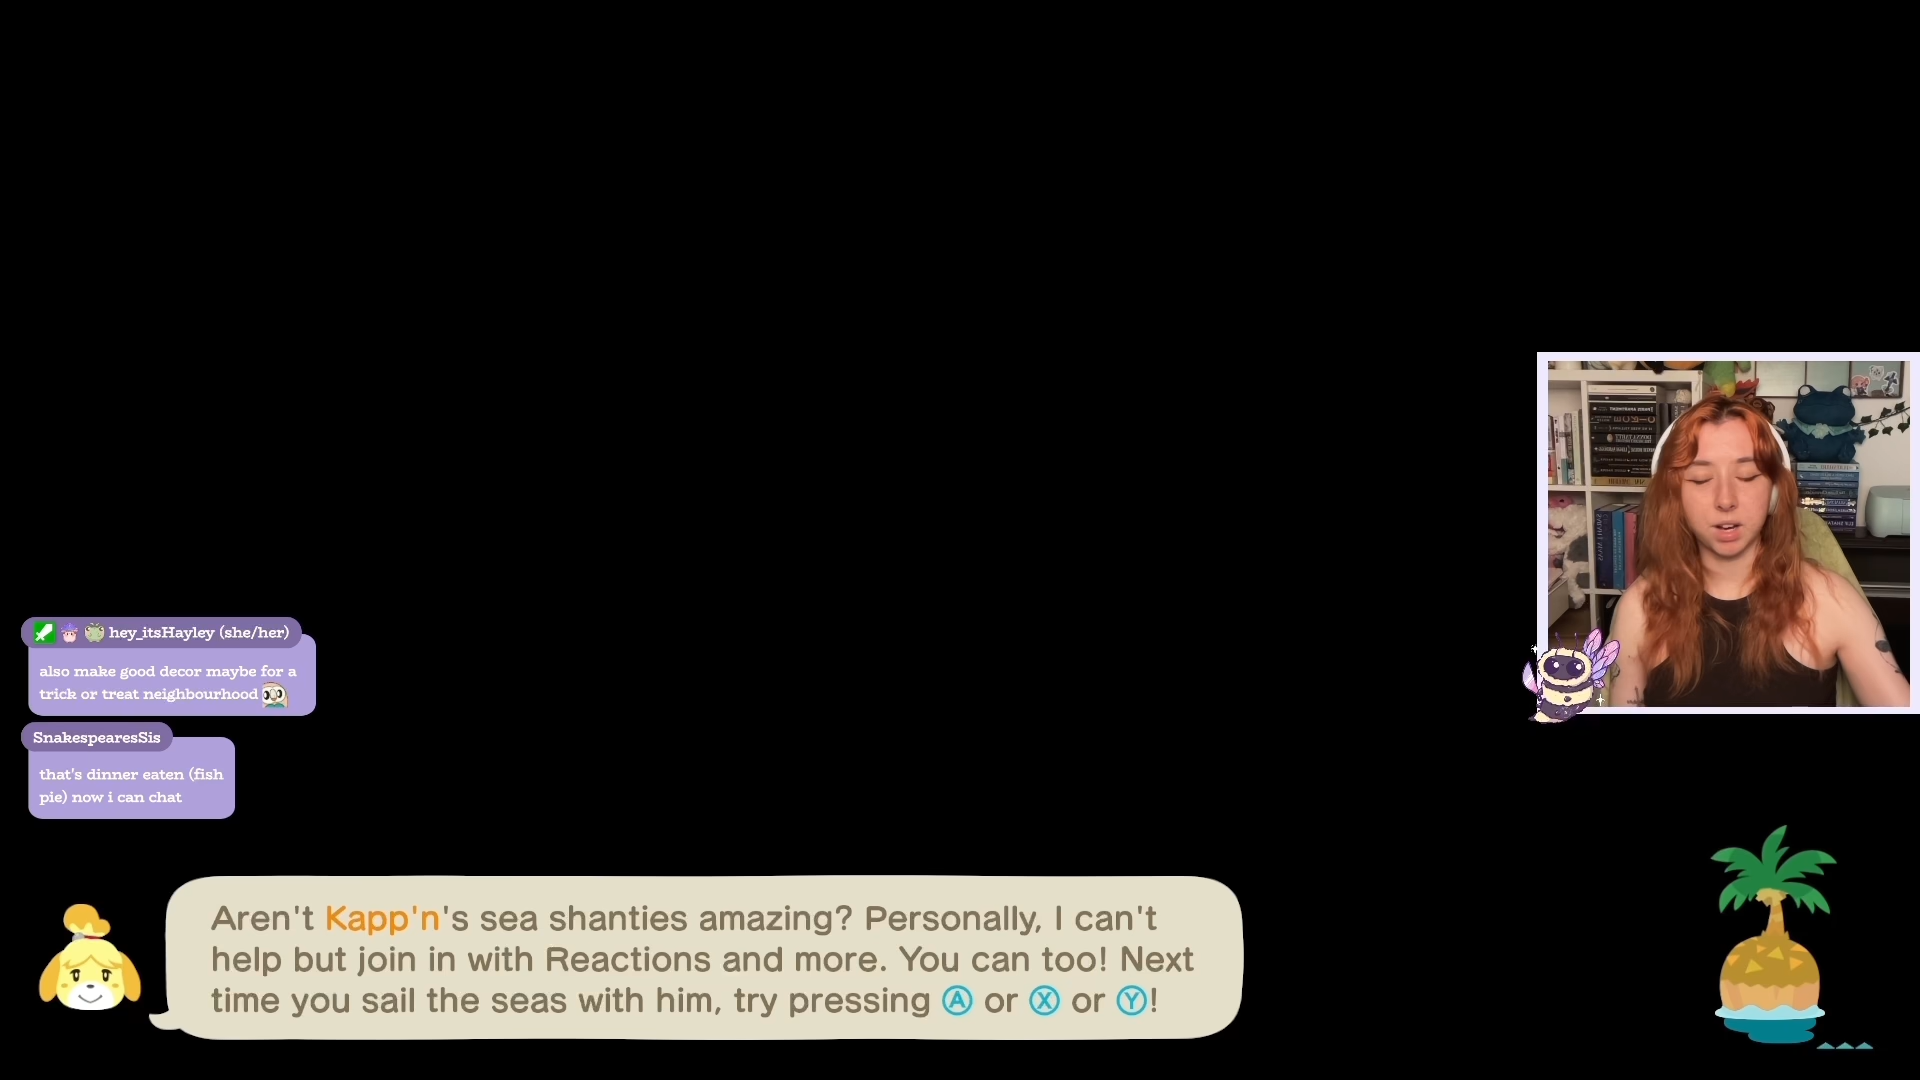 hey_itsHayley (she/her)
also make good decor maybe for a
trick or treat neighbourhood
SnakespearesSis
that's dinner eaten (fish
pie) now i can chat
Aren't Kapp'n's sea shanties amazing? Personally, I can't
help but join in with Reactions and more. You can too! Next
time you sail the seas with him, try pressing A or X or Y!